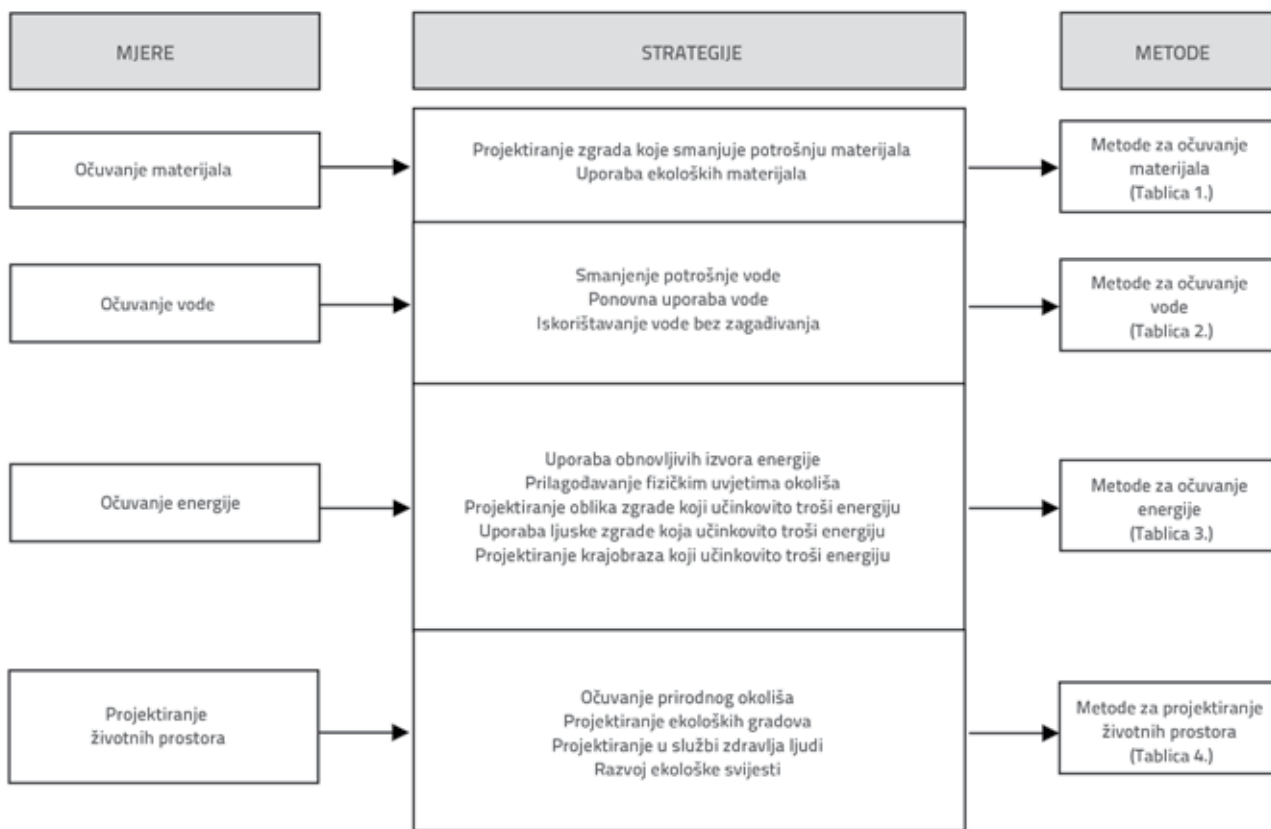 MJERE
STRATEGIJE
METODE
Očuvanje materijala
Projektiranje zgrada koje smanjuje potrošnju materijala
Uporaba ekoloških materijala
Metode za očuvanje
materijala
(Tablica 1.)
Očuvanje vode
Smanjenje potrošnje vode
Ponovna uporaba vode
Iskorištavanje vode bez zagađivanja
Metode za očuvanje
vode
(Tablica 2.)
Očuvanje energije
Uporaba obnovljivih izvora energije
Prilagođavanje fizičkim uvjetima okoliša
Projektiranje oblika zgrade koji učinkovito troši energiju
Uporaba ljuske zgrade koja učinkovito troši energiju
Projektiranje krajobraza koji učinkovito troši energiju
Metode za očuvanje
energije
(Tablica 3.)
Projektiranje
životnih prostora
Očuvanje prirodnog okoliša
Projektiranje ekoloških gradova
Projektiranje u službi zdravlja ljudi
Razvoj ekološke svijesti
Metode za projektiranje
životnih prostora
(Tablica 4.)